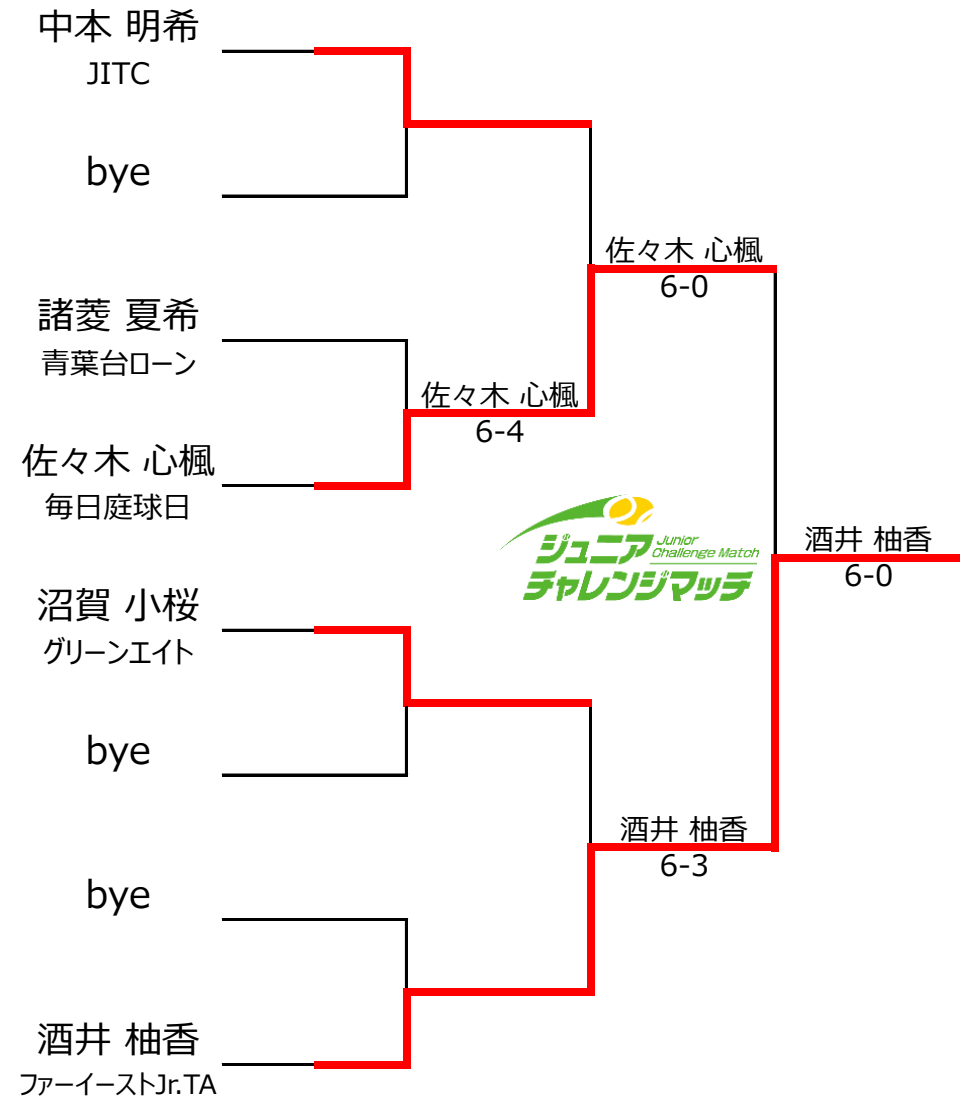 中本 明希
JITC
bye
諸菱 夏希
青葉台ローン
佐々木 心楓
毎日庭球日
沼賀 小桜
グリーンエイト
bye
bye
酒井 柚香
ファーイーストJr.TA
佐々木 心楓
6-4
佐々木 心楓
6-0
酒井 柚香
6-3
酒井 柚香
6-0
ジュニア
Junior
Challenge Match
チャレンジマッチ